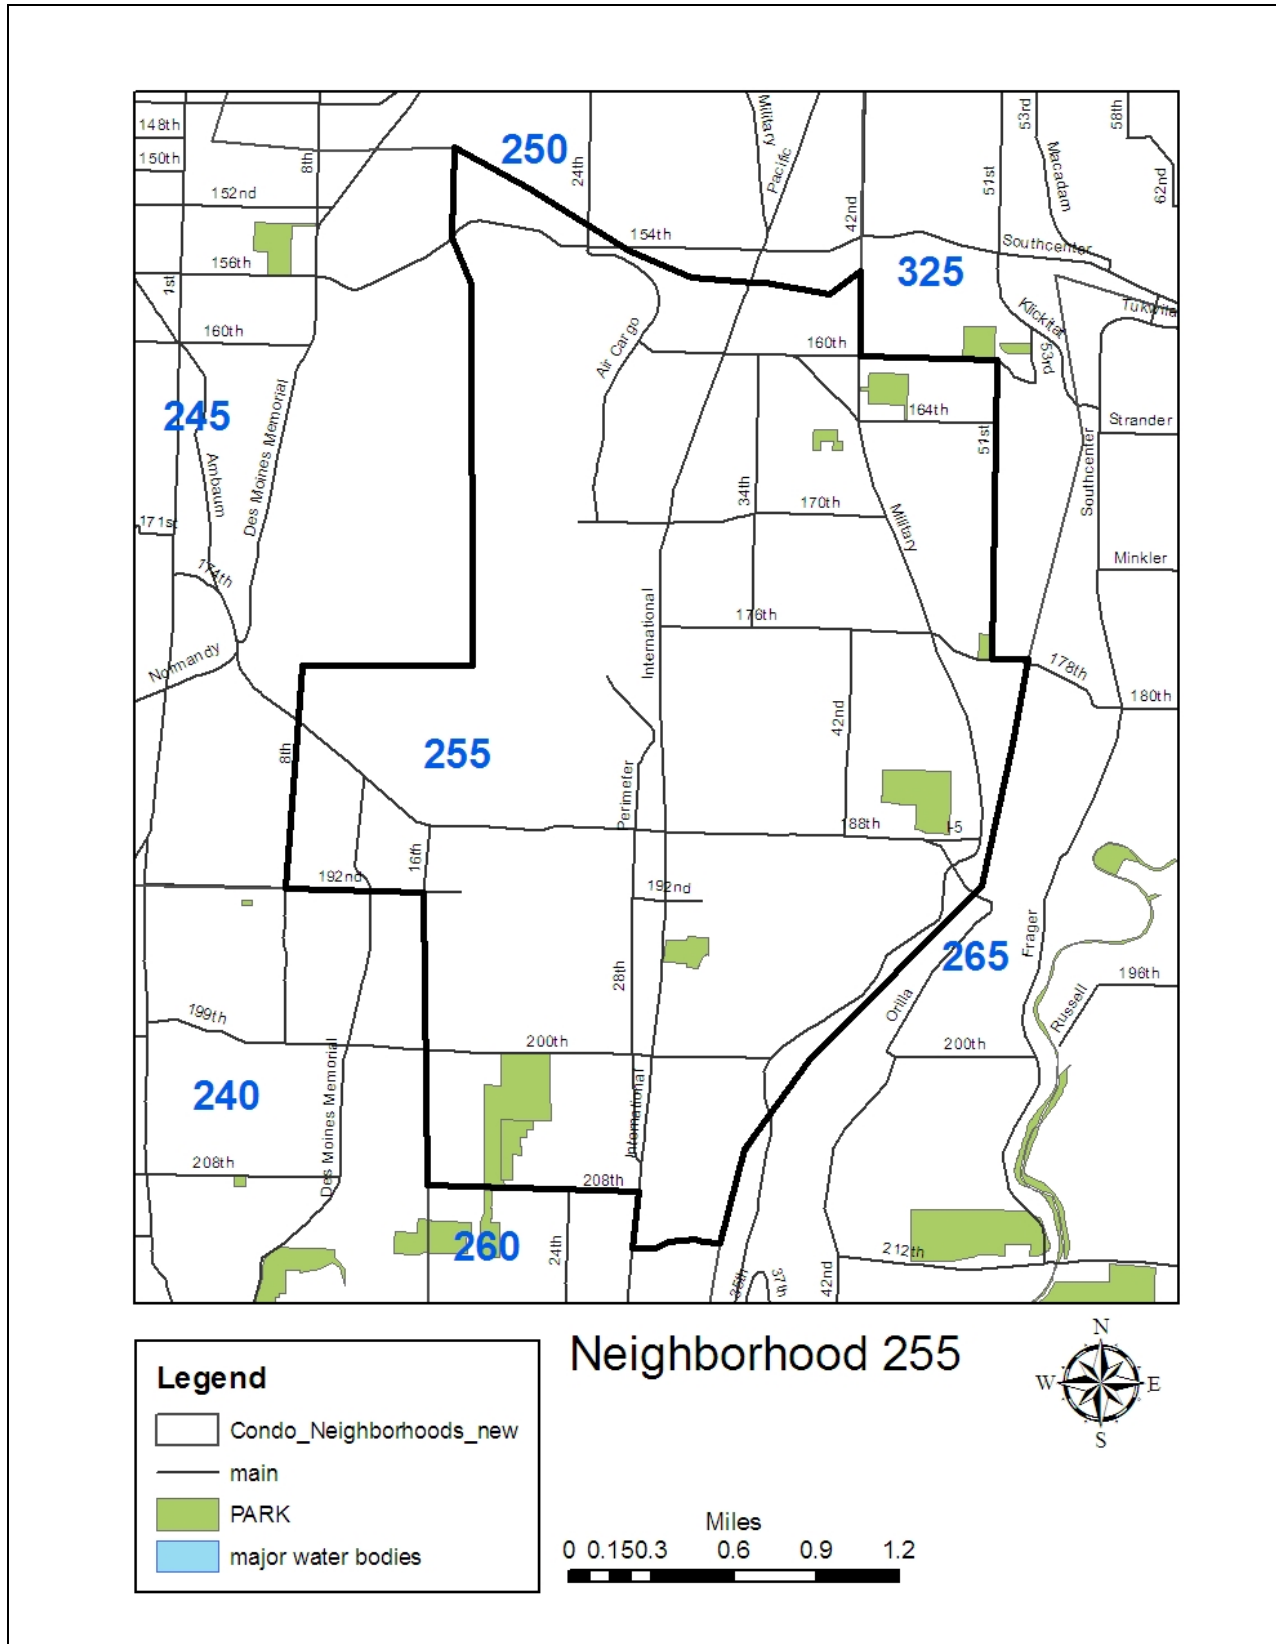 148th
150th
8th
250
24th
Military
Pacific
42nd
51st
53rd
Macadam
58th
62nd
152nd
154th
Southcenter
156th
1st
325
Klickitat
Tukwila
160th
Air Cargo
160th
53rd
245
Des Moines Memorial
164th
Strander
51st
Southcenter
Ambaum
34th
170th
Military
171st
174th
Minkler
176th
International
Normandy
178th
180th
42nd
8th
255
Perimeter
188th
I-5
16th
192nd
192nd
265
Frager
28th
196th
Orilla
Russell
199th
200th
200th
240
Des Moines Memorial
International
208th
208th
260
24th
212th
35th
37th
42nd
Neighborhood 255
N
W E
S
Legend
Condo_Neighborhoods_new
main
PARK
major water bodies
Miles
0 0.15 0.3 0.6 0.9 1.2